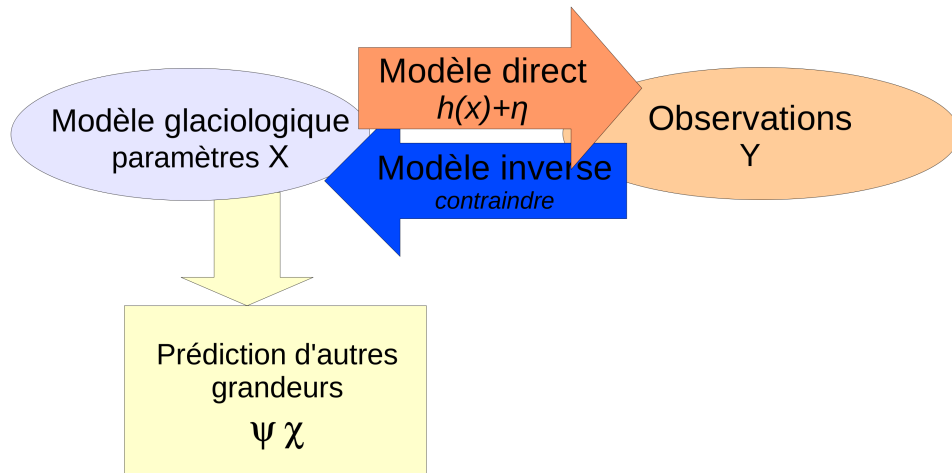 Modèle direct
h(x)+η
Modèle glaciologique
paramètres X
Observations
Y
Modèle inverse
contraindre
Prédiction d'autres
grandeurs
ψ χ